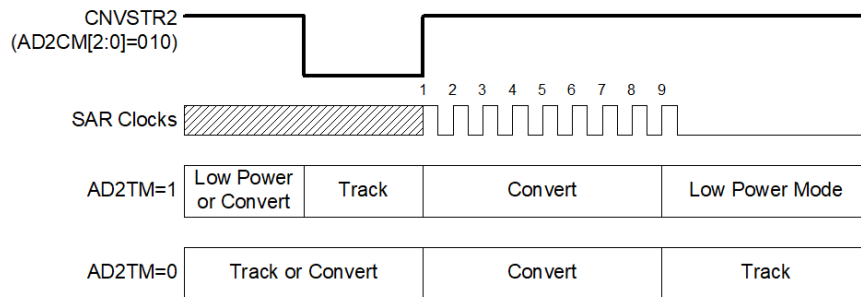 CNVSTR2
(AD2CM[2:0]=010)
1 2 3 4 5 6 7 8 9
SAR Clocks
AD2TM=1
Low Power
or Convert
Track
Convert
Low Power Mode
AD2TM=0
Track or Convert
Convert
Track